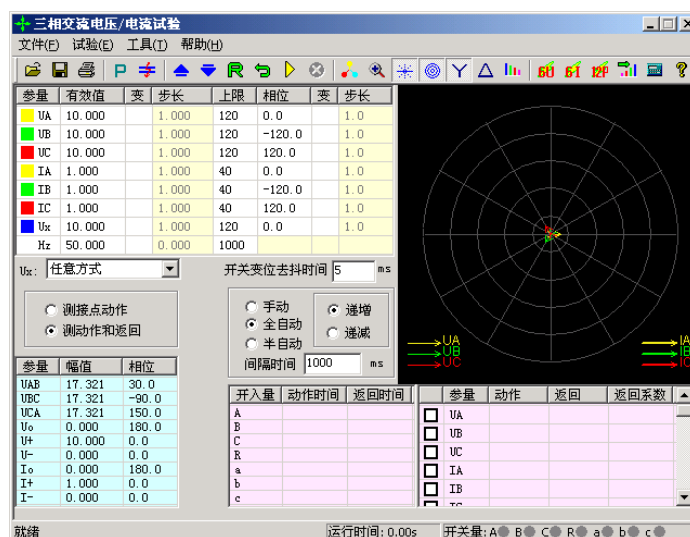 三相交流电压/电流试验
文件(F) 试验(E) 工具(T) 帮助(H)
P R 6U 6I 12P ?
参量 有效值 变 步长 上限 相位 变 步长
UA 10.000 1.000 120 0.0 1.0
UB 10.000 1.000 120 -120.0 1.0
UC 10.000 1.000 120 120.0 1.0
IA 1.000 1.000 40 0.0 1.0
IB 1.000 1.000 40 -120.0 1.0
IC 1.000 1.000 40 120.0 1.0
Ux 10.000 1.000 120 0.0 1.0
Hz 50.000 0.000 1000
Ux: 任意方式 开关变位去抖时间 5 ms
测接点动作
测动作和返回
手动
全自动
半自动
递增
递减
间隔时间 1000 ms
UA
UB
UC
IA
IB
IC
参量 幅值 相位
UAB 17.321 30.0
UBC 17.321 -90.0
UCA 17.321 150.0
Uo 0.000 180.0
U+ 10.000 0.0
U- 0.000 0.0
Io 0.000 180.0
I+ 1.000 0.0
I- 0.000 0.0
开入量 动作时间 返回时间
A
B
C
R
a
b
c
参量 动作 返回 返回系数
UA
UB
UC
IA
IB
IC
就绪 运行时间: 0.00s 开关量: A B C R a b c